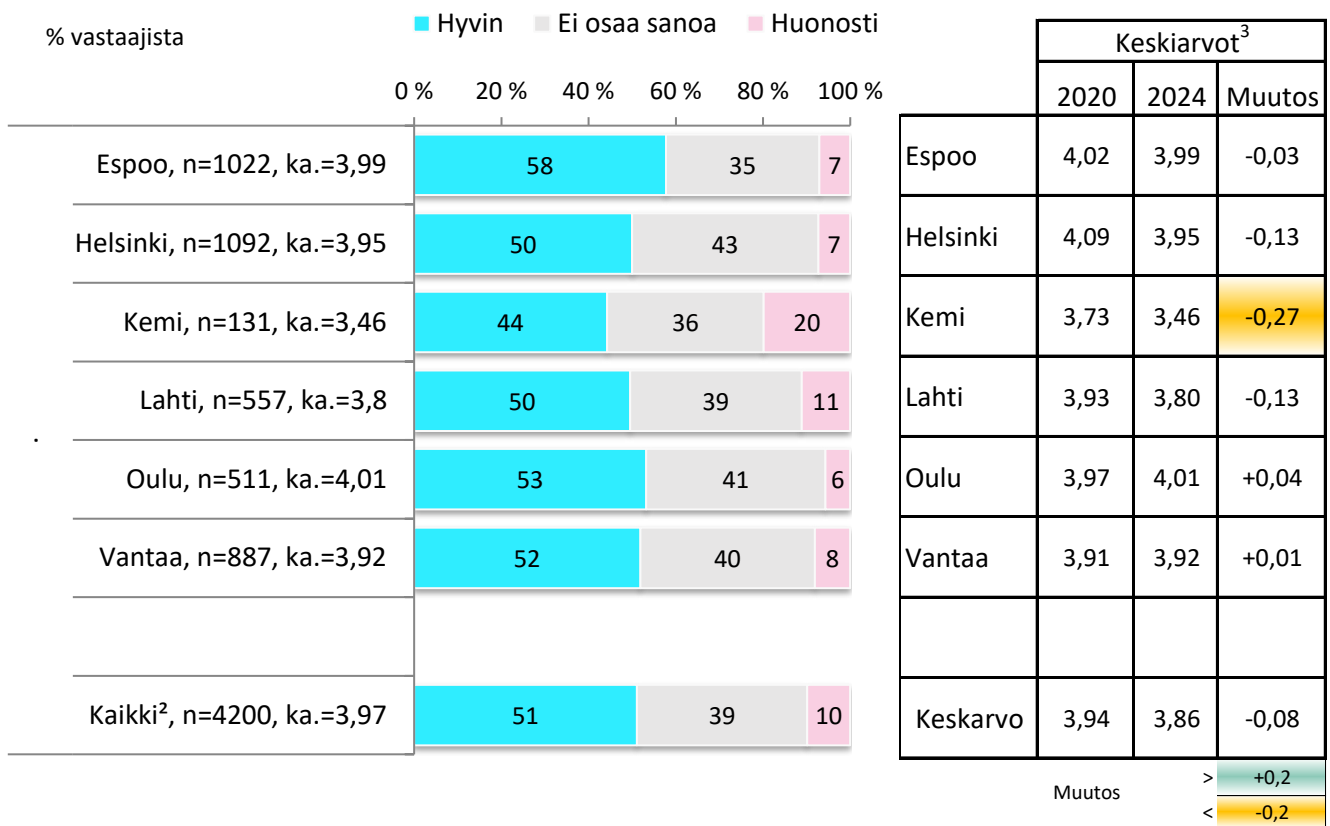 % vastaajista
Hyvin Ei osaa sanoa Huonosti
0 % 20 % 40 % 60 % 80 % 100 %
Espoo, n=1022, ka.=3,99 58 35 7
Helsinki, n=1092, ka.=3,95 50 43 7
Kemi, n=131, ka.=3,46 44 36 20
Lahti, n=557, ka.=3,8 50 39 11
.
Oulu, n=511, ka.=4,01 53 41 6
Vantaa, n=887, ka.=3,92 52 40 8
Kaikki², n=4200, ka.=3,97 51 39 10
Keskiarvot³
2020 2024 Muutos
Espoo 4,02 3,99 -0,03
Helsinki 4,09 3,95 -0,13
Kemi 3,73 3,46 -0,27
Lahti 3,93 3,80 -0,13
Oulu 3,97 4,01 +0,04
Vantaa 3,91 3,92 +0,01
Keskarvo 3,94 3,86 -0,08
Muutos
> +0,2
< -0,2